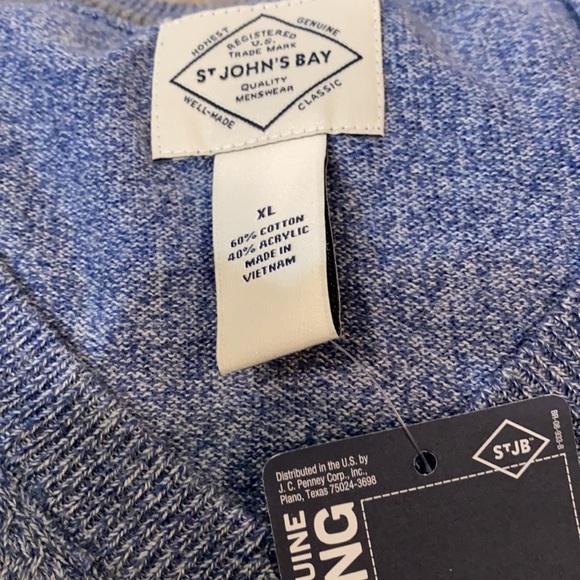 HONEST
GENUINE
REGISTERED
U.S.
TRADE MARK
ST JOHN'S BAY
QUALITY
MENSWEAR
WELL-MADE
CLASSIC
XL
60% COTTON
40% ACRYLIC
MADE IN
VIETNAM
STJB™
Distributed in the U.S. by
J. C. Penney Corp., Inc.,
Plano, Texas 75024-3698
UINE
NG